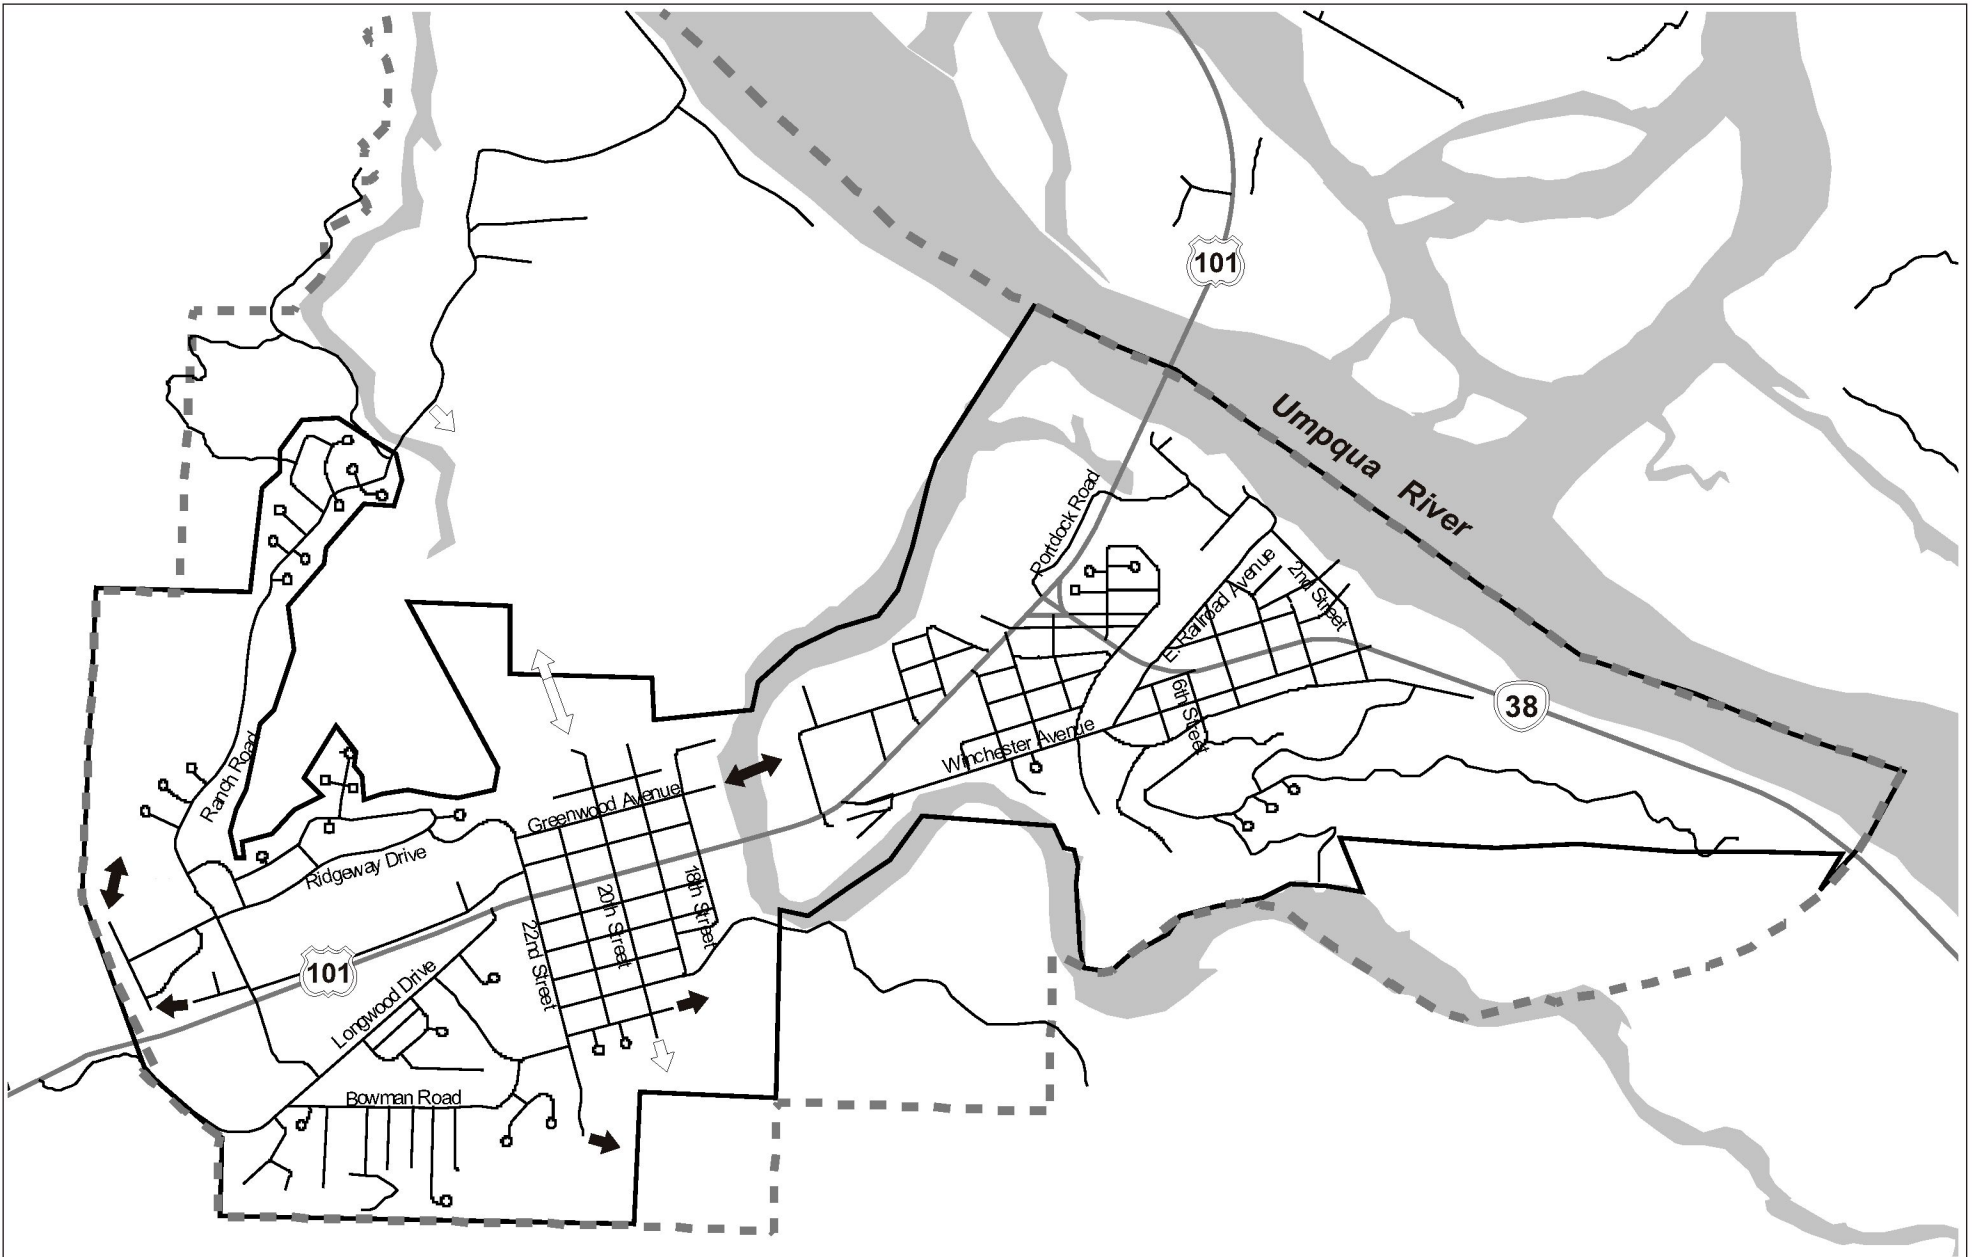 101
Umpqua River
Portdock Road
E. Railroad Avenue
2nd Street
38
6th Street
Winchester Avenue
Ranch Road
Greenwood Avenue
Ridgeway Drive
18th Street
20th Street
22nd Street
101
Longwood Drive
Bowman Road